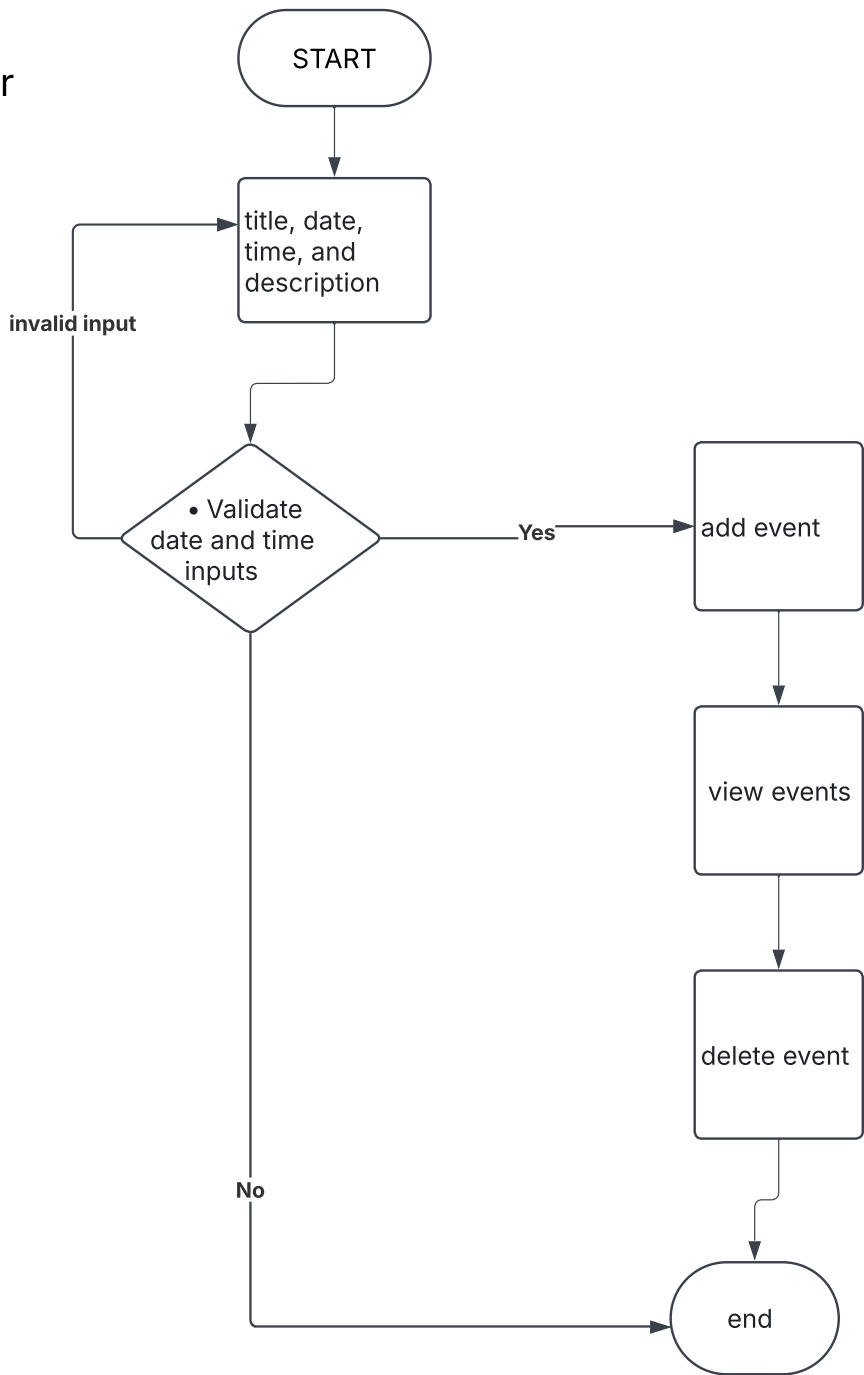 START
r
title, date,
time, and
description
invalid input
• Validate
date and time
inputs
Yes
add event
view events
delete event
No
end